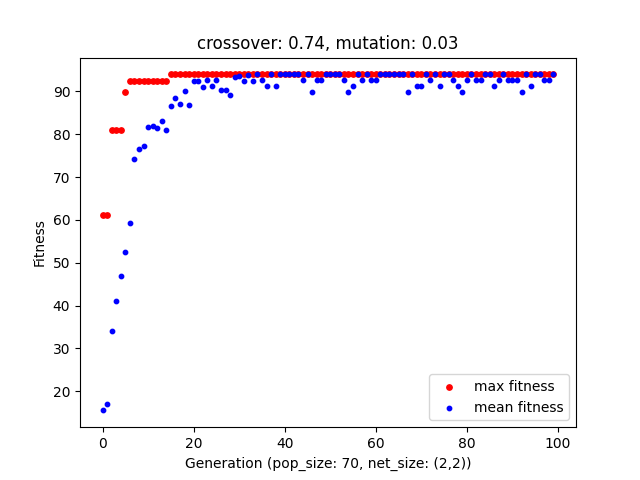 crossover: 0.74, mutation: 0.03
Fitness
90
80
70
60
50
40
30
20
0 20 40 60 80 100
max fitness
mean fitness
Generation (pop_size: 70, net_size: (2,2))